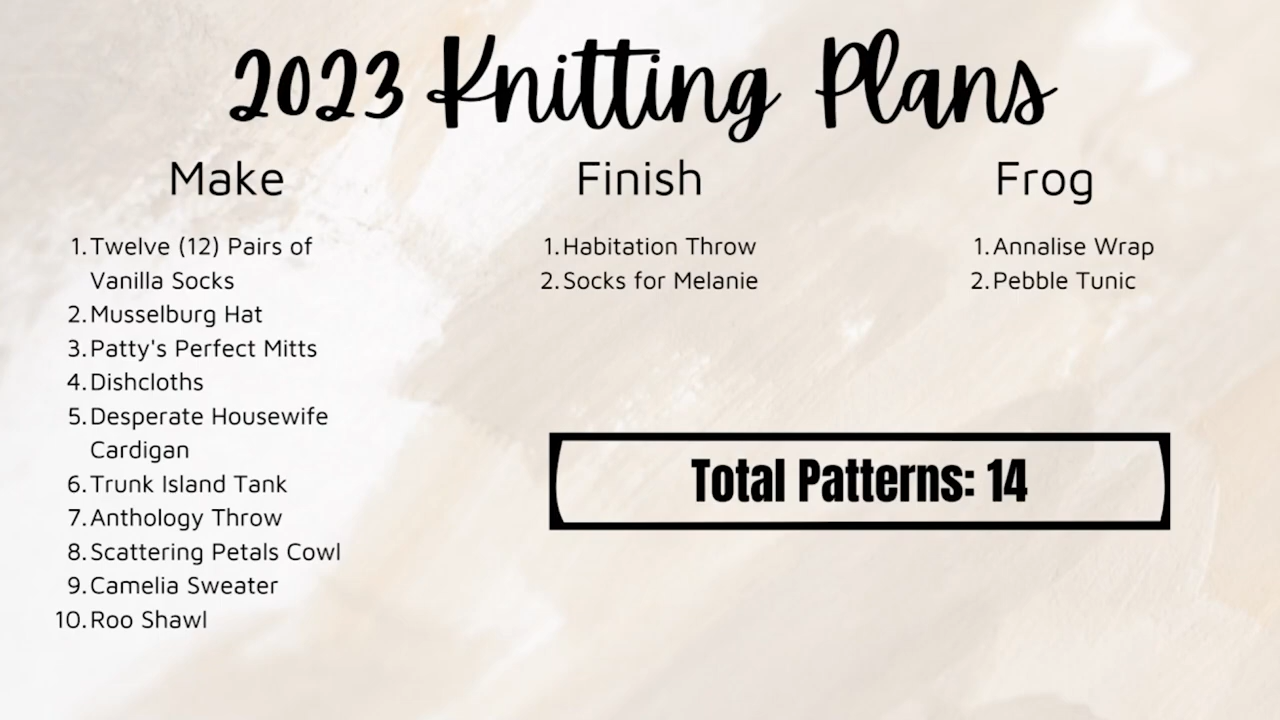 2023 Knitting Plans
Make
1. Twelve (12) Pairs of
Vanilla Socks
2. Musselburg Hat
3. Patty's Perfect Mitts
4. Dishcloths
5. Desperate Housewife
Cardigan
6. Trunk Island Tank
7. Anthology Throw
8. Scattering Petals Cowl
9. Camelia Sweater
10. Roo Shawl
Finish
1. Habitation Throw
2. Socks for Melanie
Frog
1. Annalise Wrap
2. Pebble Tunic
Total Patterns: 14